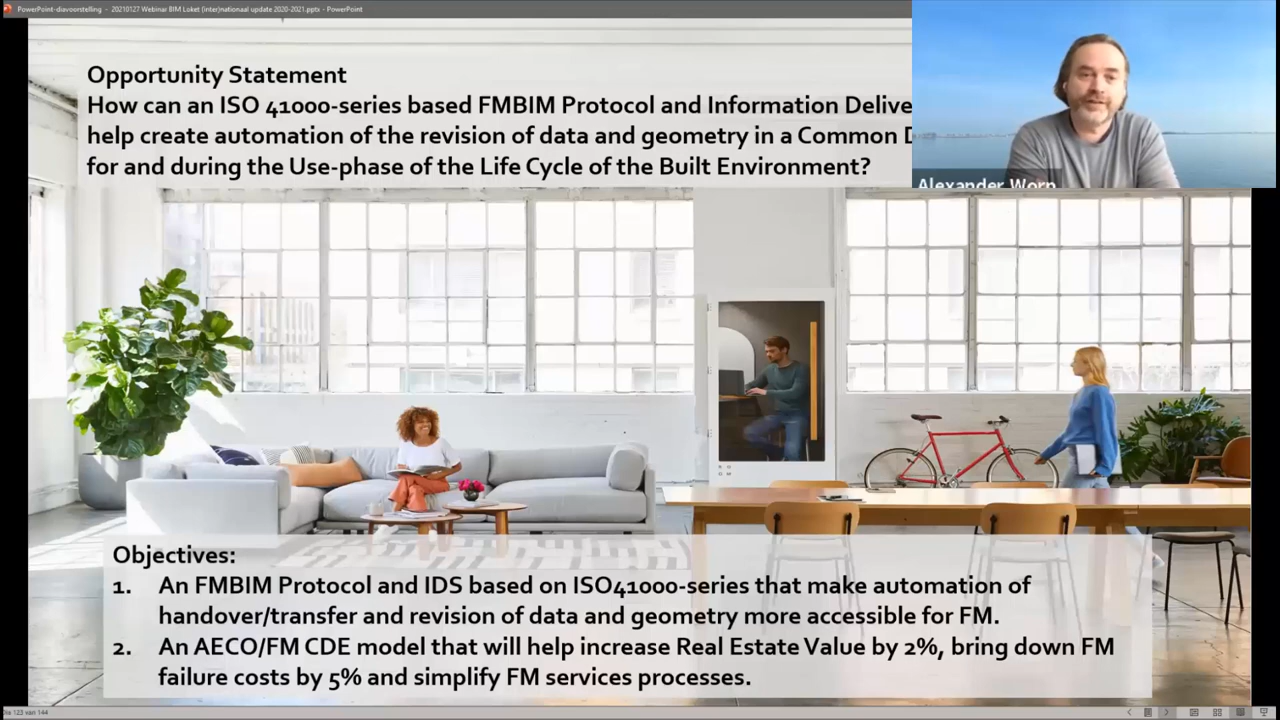 PowerPoint-diavoorstelling - 20210127 Webinar BIM Loket (inter)nationaal update 2020-2021.pptx - PowerPoint
Opportunity Statement
How can an ISO 41000-series based FMBIM Protocol and Information Delive
help create automation of the revision of data and geometry in a Common D
for and during the Use-phase of the Life Cycle of the Built Environment?
Alexander Worp
Objectives:
1. An FMBIM Protocol and IDS based on ISO41000-series that make automation of
handover/transfer and revision of data and geometry more accessible for FM.
2. An AECO/FM CDE model that will help increase Real Estate Value by 2%, bring down FM
failure costs by 5% and simplify FM services processes.
Dia 123 van 144